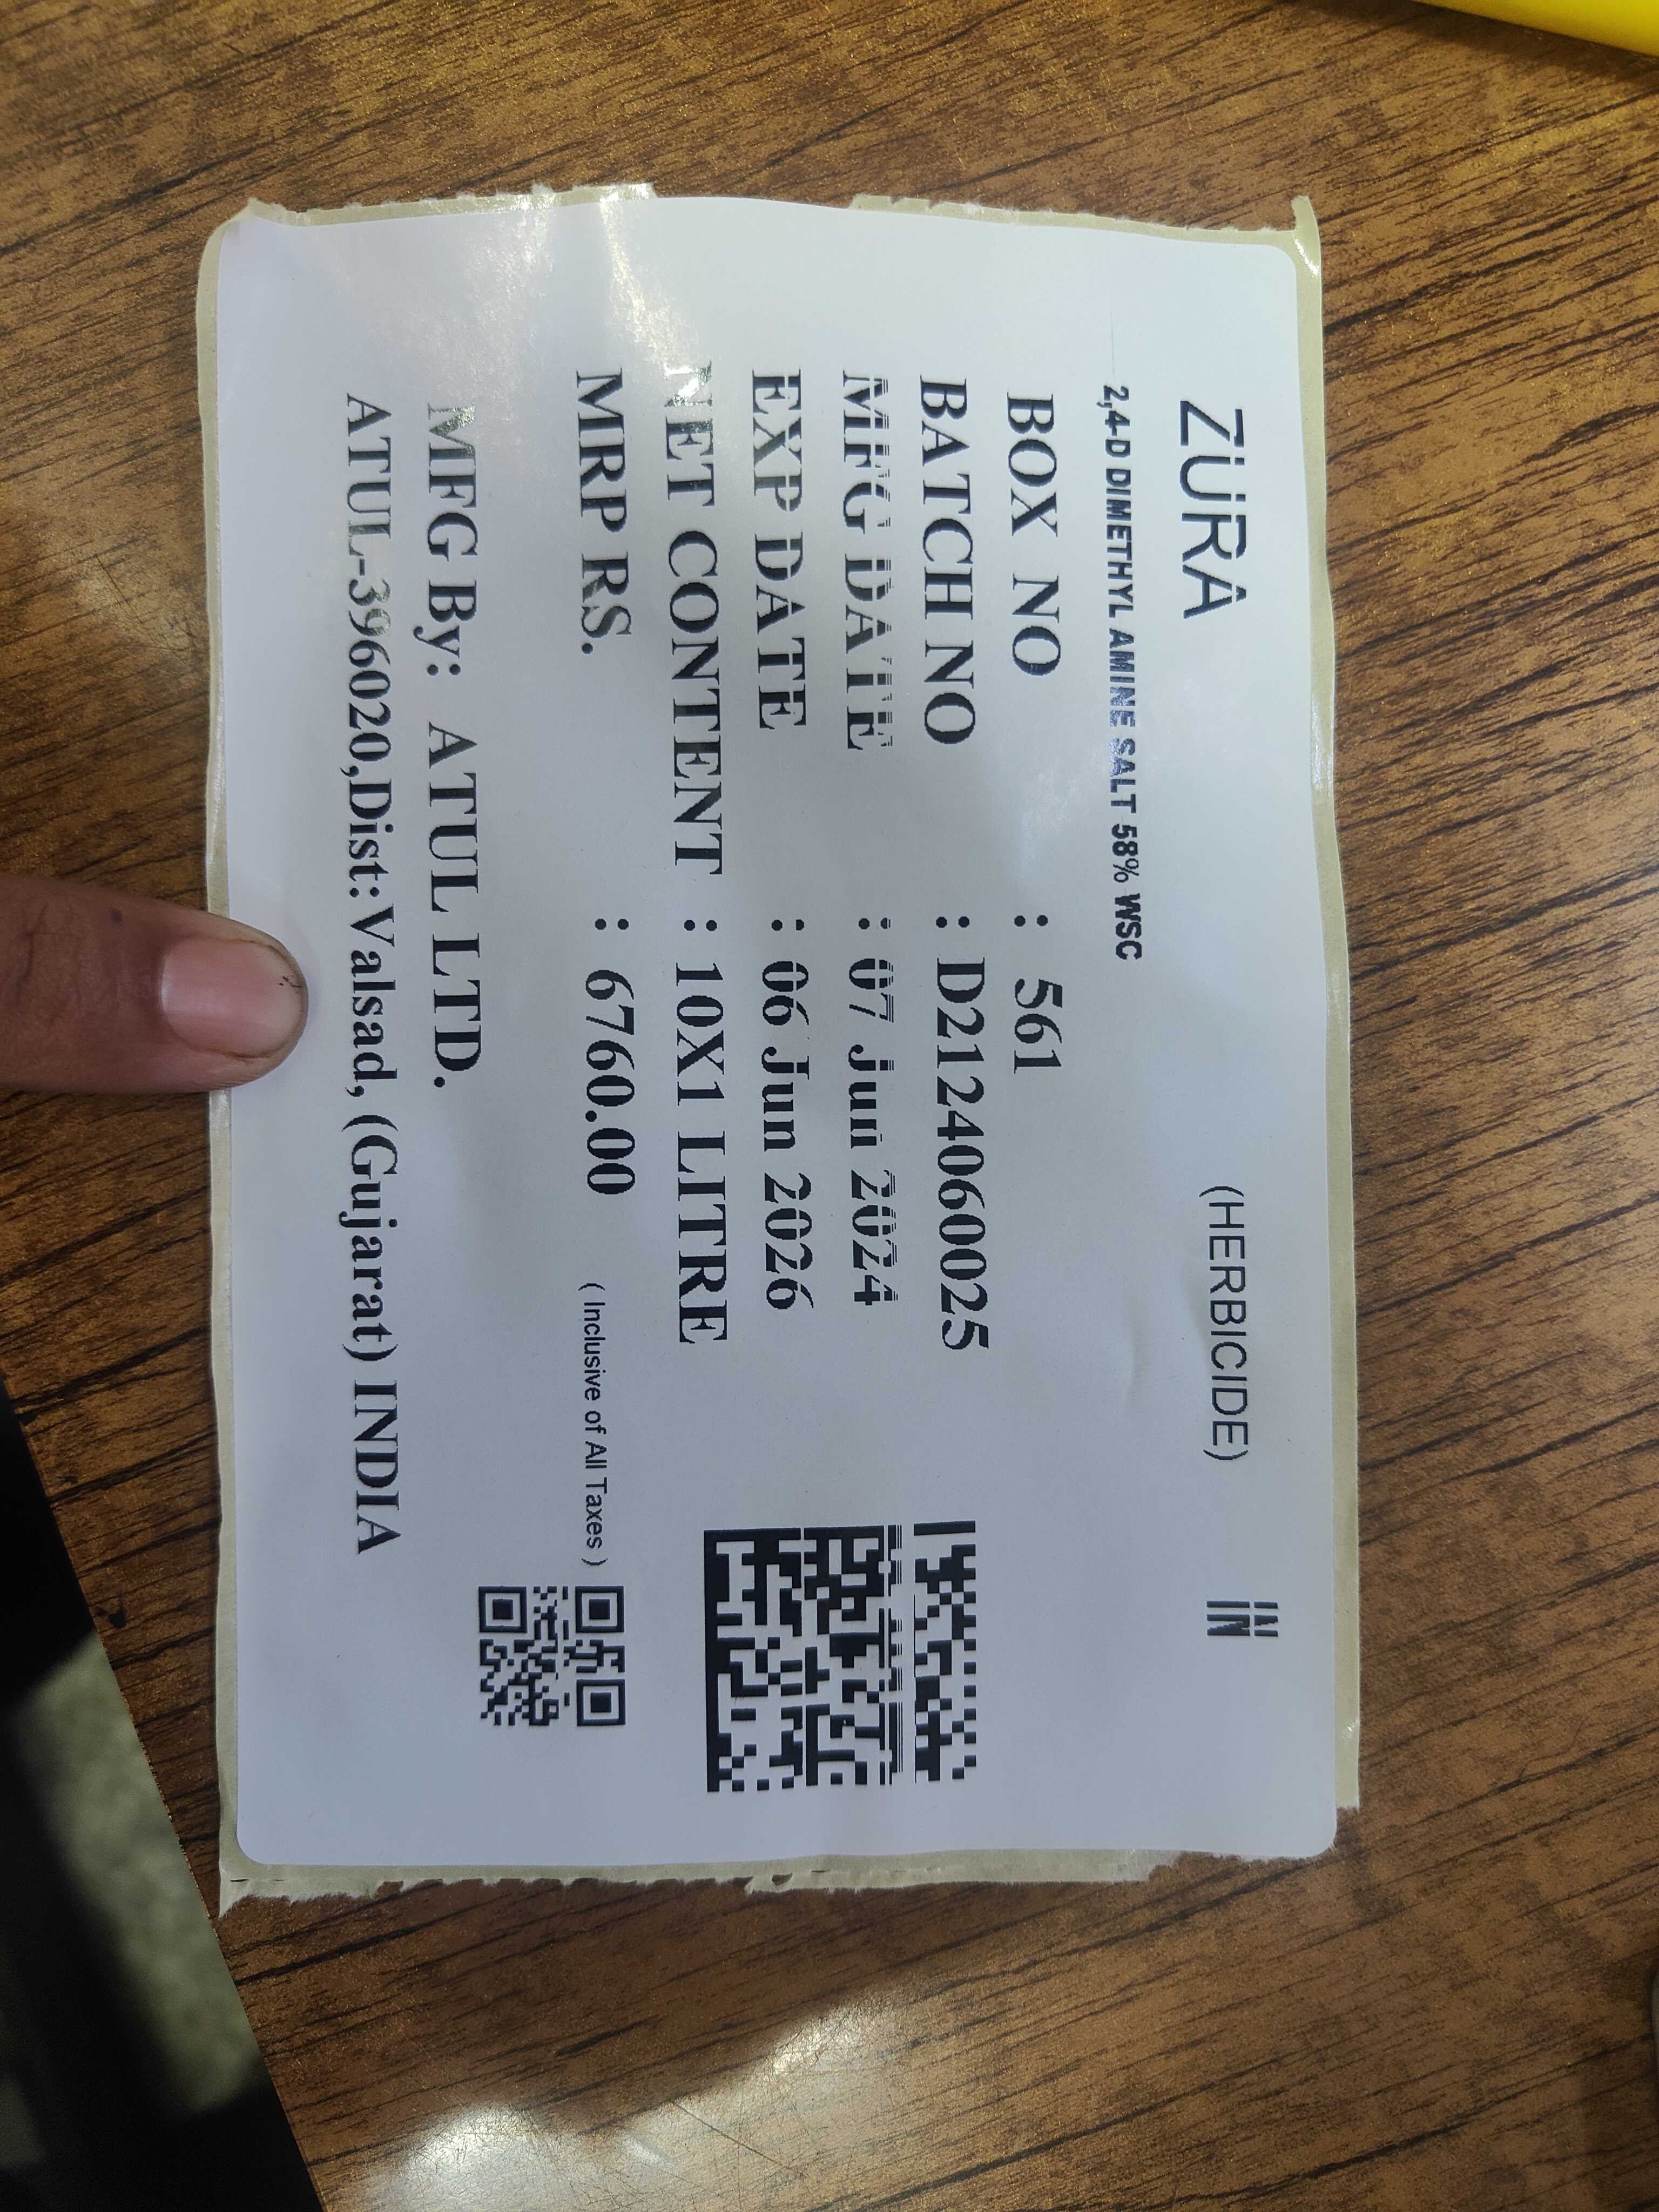 ZURA (HERBICIDE) IN
2,4-D DIMETHYL AMINE SALT 58% WSC
BOX NO : 561
BATCH NO : D2124060025
MFG DATE : 07 Jun 2024
EXP DATE : 06 Jun 2026
NET CONTENT : 10X1 LITRE
MRP RS. : 6760.00 ( Inclusive of All Taxes )
MFG By: ATUL LTD.
ATUL-396020,Dist:Valsad, (Gujarat) INDIA